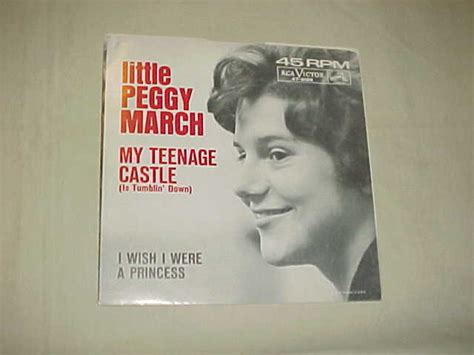 little
PEGGY
MARCH
45 RPM
RCA VICTOR
MY TEENAGE
CASTLE
(Is Tumblin' Down)
I WISH I WERE
A PRINCESS